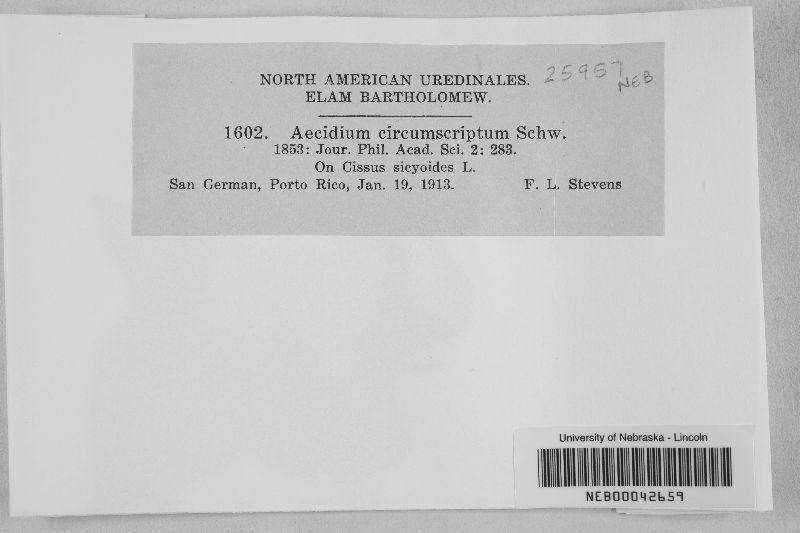 NORTH AMERICAN UREDINALES. 25957 NEB
ELAM BARTHOLOMEW.
1602. Aecidium circumscriptum Schw.
1853: Jour. Phil. Acad. Sci. 2: 283.
On Cissus sicyoides L.
San German, Porto Rico, Jan. 19, 1913. F. L. Stevens
University of Nebraska - Lincoln
NEB00042659